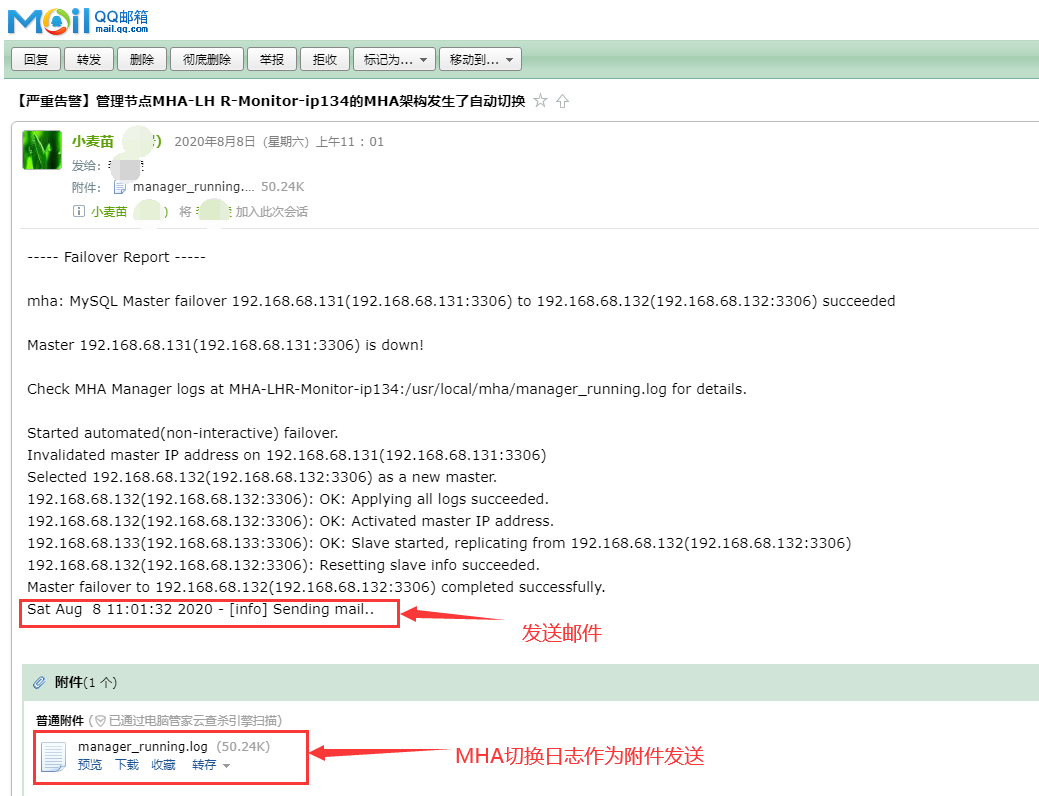 Mail QQ邮箱
mail.qq.com
回复 转发 删除 彻底删除 举报 拒收 标记为... 移动到...
【严重告警】管理节点MHA-LH R-Monitor-ip134的MHA架构发生了自动切换
小麦苗 ) 2020年8月8日 (星期六) 上午11：01
发给:
附件: manager_running.... 50.24K
小麦苗 ) 将 加入此次会话
----- Failover Report -----
mha: MySQL Master failover 192.168.68.131(192.168.68.131:3306) to 192.168.68.132(192.168.68.132:3306) succeeded
Master 192.168.68.131(192.168.68.131:3306) is down!
Check MHA Manager logs at MHA-LHR-Monitor-ip134:/usr/local/mha/manager_running.log for details.
Started automated(non-interactive) failover.
Invalidated master IP address on 192.168.68.131(192.168.68.131:3306)
Selected 192.168.68.132(192.168.68.132:3306) as a new master.
192.168.68.132(192.168.68.132:3306): OK: Applying all logs succeeded.
192.168.68.132(192.168.68.132:3306): OK: Activated master IP address.
192.168.68.133(192.168.68.133:3306): OK: Slave started, replicating from 192.168.68.132(192.168.68.132:3306)
192.168.68.132(192.168.68.132:3306): Resetting slave info succeeded.
Master failover to 192.168.68.132(192.168.68.132:3306) completed successfully.
Sat Aug  8 11:01:32 2020 - [info] Sending mail..
发送邮件
附件(1 个)
普通附件 (已通过电脑管家云查杀引擎扫描)
manager_running.log (50.24K)
预览 下载 收藏 转存
MHA切换日志作为附件发送